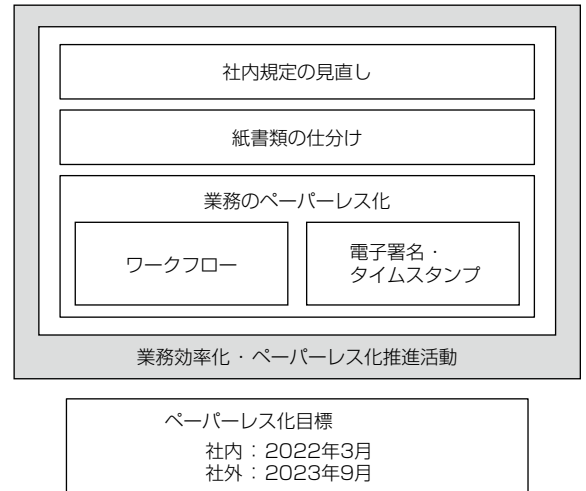 社内規定の見直し
紙書類の仕分け
業務のペーパーレス化
ワークフロー
電子署名・
タイムスタンプ
業務効率化・ペーパーレス化推進活動
ペーパーレス化目標
社内：2022年3月
社外：2023年9月